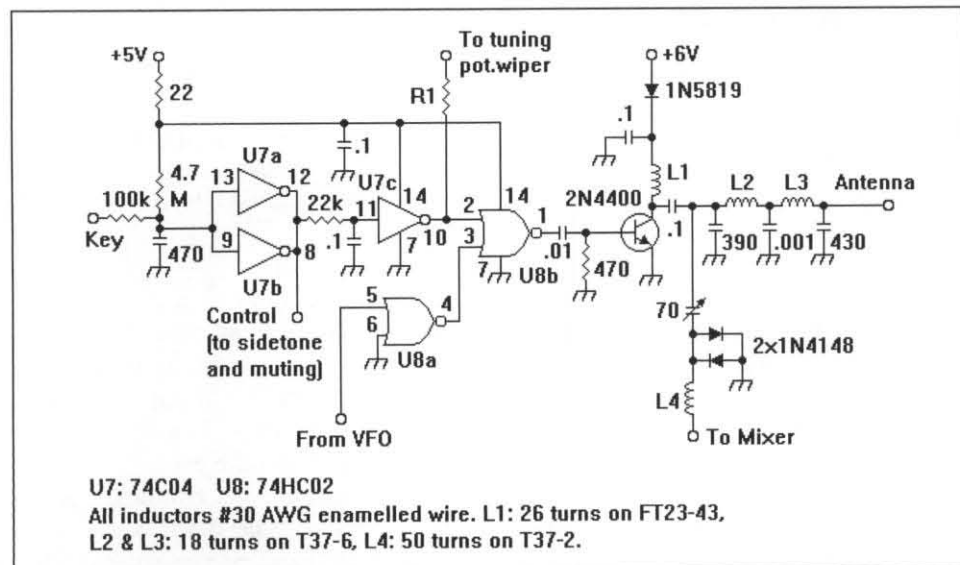 To tuning
pot.wiper
+5V
+6V
22
R1
1N5819
.1
.1
U7a
4.7
M
13
12
U7c
14
14
L1
L2
L3
Antenna
2N4400
100k
22k
11
2
1
Key
9
8
.1
10
3
.01
.1
390
.001
430
470
7
7
U8b
470
U7b
5
4
70
Control
(to sidetone
and muting)
6
U8a
2x1N4148
L4
From VFO
To Mixer
U7: 74C04 U8: 74HC02
All inductors #30 AWG enamelled wire. L1: 26 turns on FT23-43,
L2 & L3: 18 turns on T37-6, L4: 50 turns on T37-2.